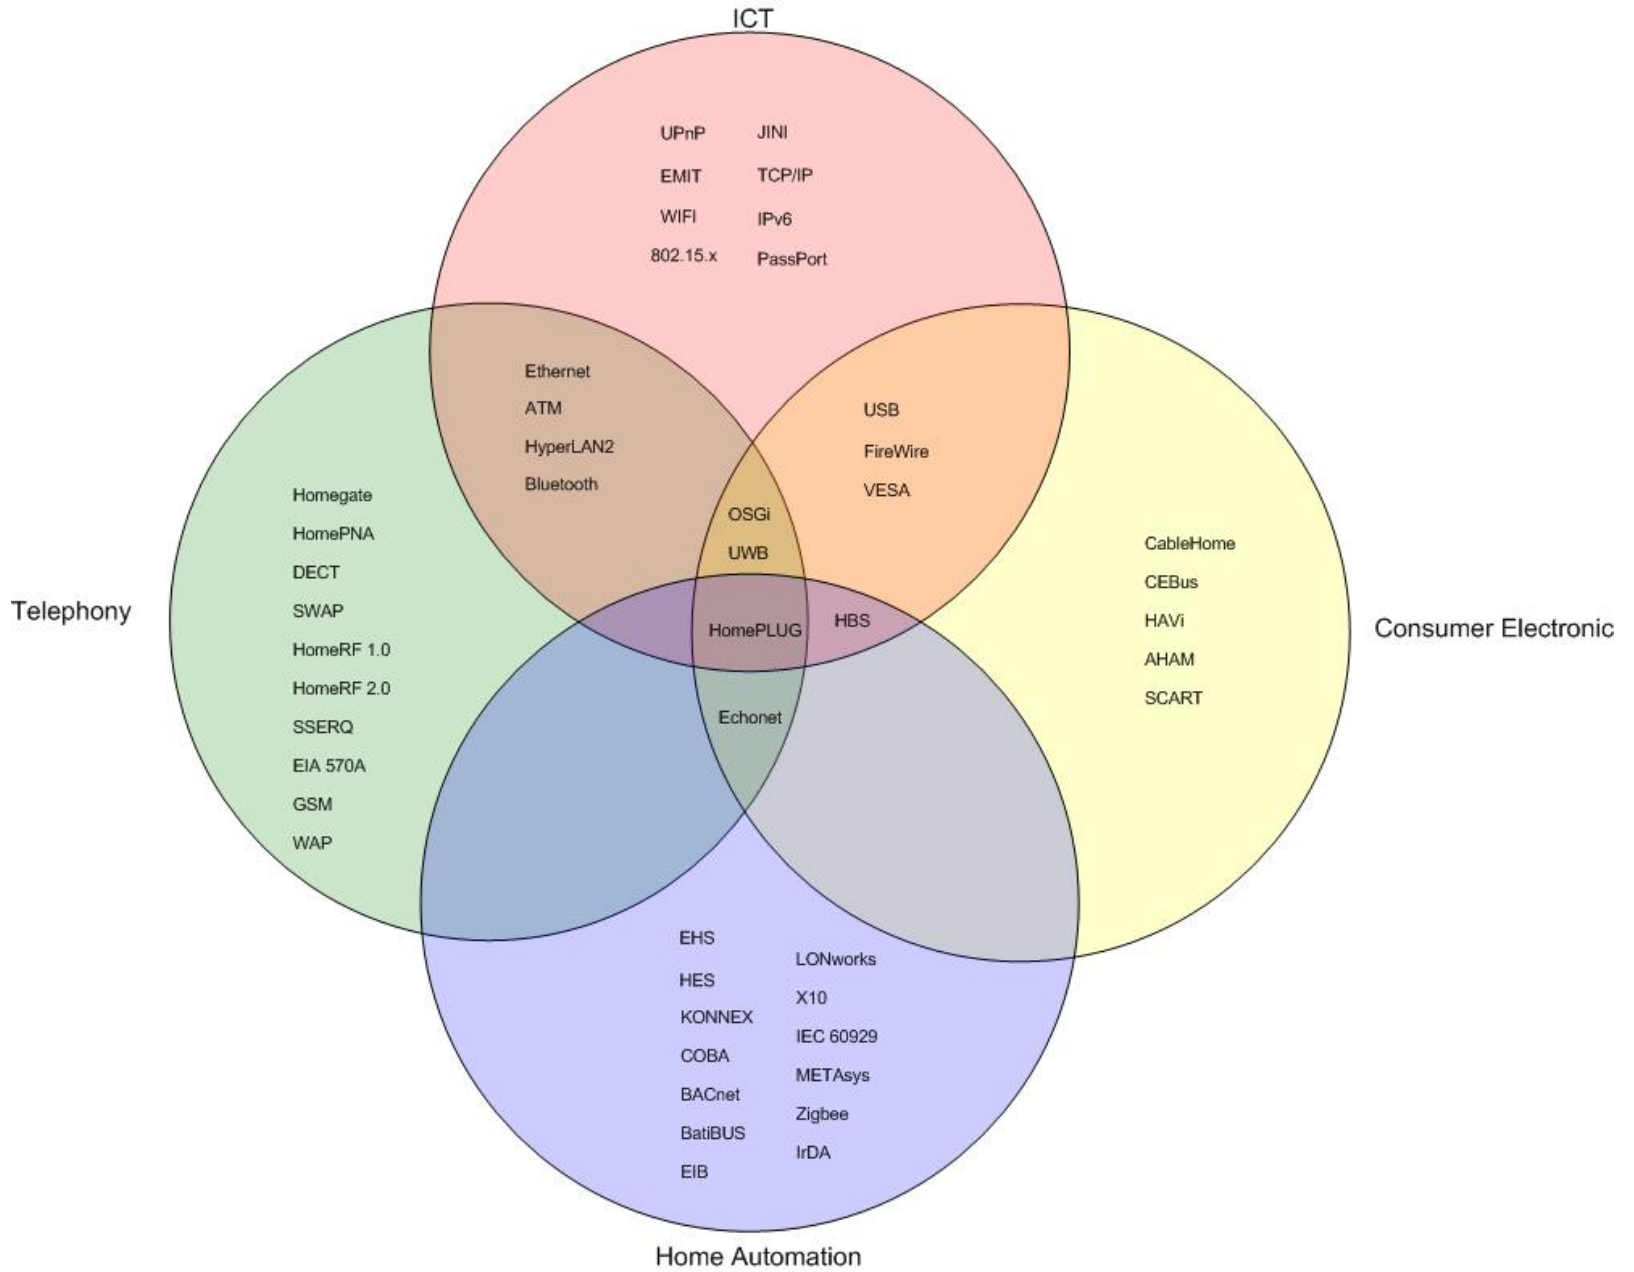 ICT
UPnP JINI
EMIT TCP/IP
WIFI IPv6
802.15.x PassPort
Ethernet
ATM
HyperLAN2
Bluetooth
USB
FireWire
VESA
OSGi
UWB
HomePLUG
HBS
Echonet
Telephony
Homegate
HomePNA
DECT
SWAP
HomeRF 1.0
HomeRF 2.0
SSERQ
EIA 570A
GSM
WAP
CableHome
CEBus
HAVi
AHAM
SCART
Consumer Electronic
EHS
HES
KONNEX
COBA
BACnet
BatiBUS
EIB
LONworks
X10
IEC 60929
METAsys
Zigbee
IrDA
Home Automation